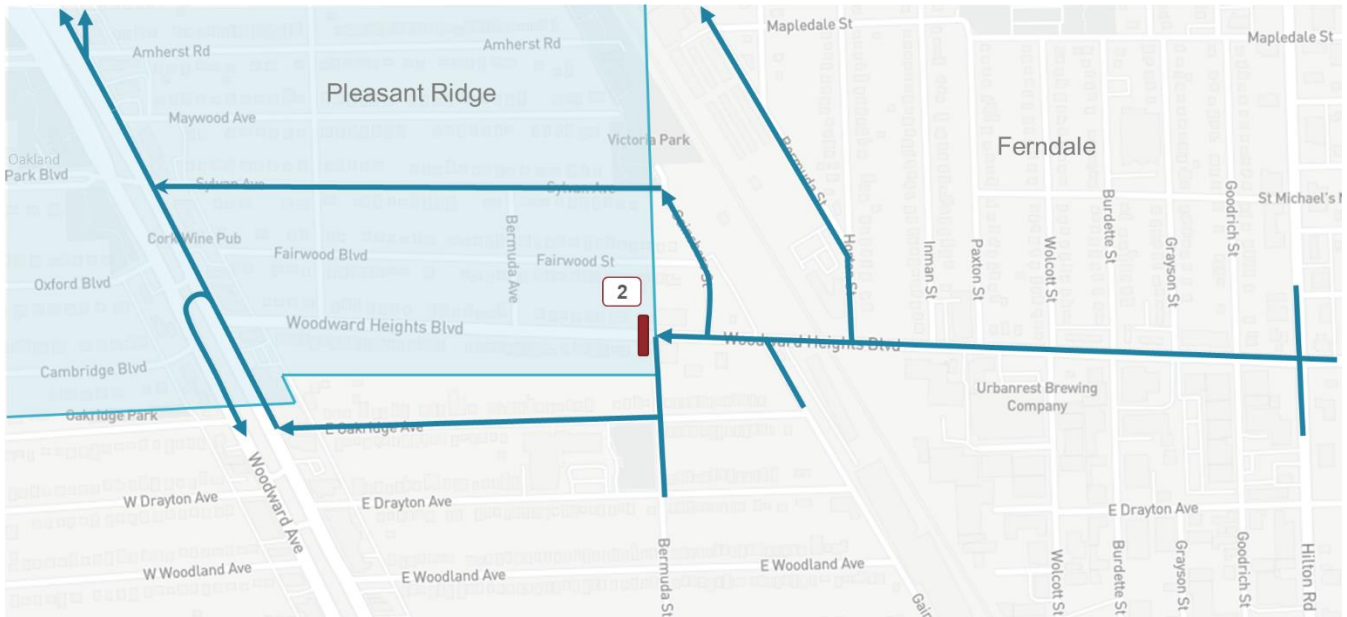 Mapledale St
Mapledale St
Amherst Rd
Amherst Rd
Pleasant Ridge
Maywood Ave
Victoria Park
Ferndale
Bermuda St
Oakland
Park Blvd
Sylvan Ave
Sylvan Ave
St Michael's
Cork Wine Pub
Bermuda Ave
Gainsboro St
Horton St
Inman St
Paxton St
Wolcott St
Burdette St
Grayson St
Goodrich St
Fairwood Blvd
Fairwood St
Oxford Blvd
2
Woodward Heights Blvd
Woodward Heights Blvd
Cambridge Blvd
Urbanrest Brewing
Company
Oakridge Park
E Oakridge Ave
Woodward Ave
W Drayton Ave
E Drayton Ave
E Drayton Ave
Bermuda St
W Woodland Ave
E Woodland Ave
E Woodland Ave
Wolcott St
Burdette St
Grayson St
Goodrich St
Hilton Rd
Gain